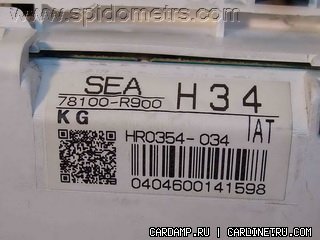 www.spidometrs.com
SEA
78100-R900
H34
KG
AT
HR0354-034
0404600141598
CARDAMP.RU | CARDINETRU.COM